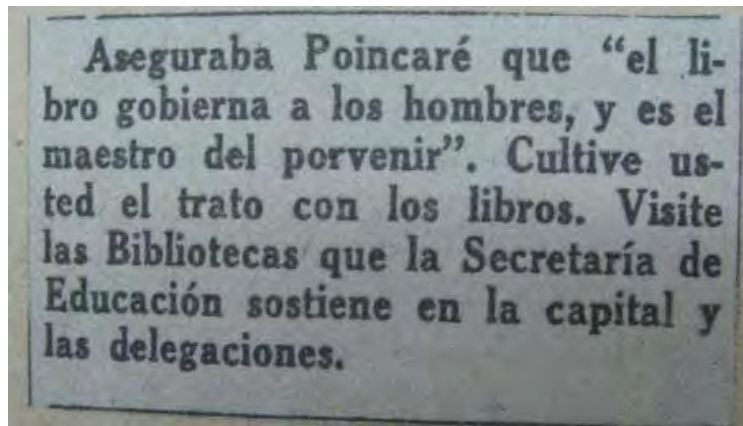 Aseguraba Poincaré que “el li-
bro gobierna a los hombres, y es el
maestro del porvenir”. Cultive us-
ted el trato con los libros. Visite
las Bibliotecas que la Secretaría de
Educación sostiene en la capital y
las delegaciones.